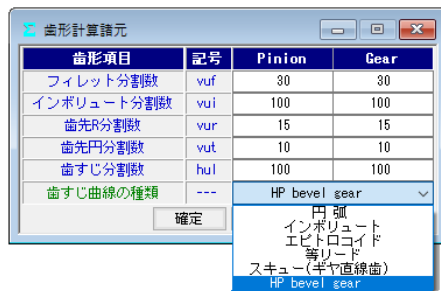 Σ 歯形計算諸元
歯形項目 記号 Pinion Gear
フィレット分割数 vuf 30 30
インボリュート分割数 vui 100 100
歯先R分割数 vur 15 15
歯先円分割数 vut 10 10
歯すじ分割数 hul 100 100
歯すじ曲線の種類 --- HP bevel gear
確定
円 弧
インボリュート
エピトロコイド
等リード
スキュー(ギヤ直線歯)
HP bevel gear